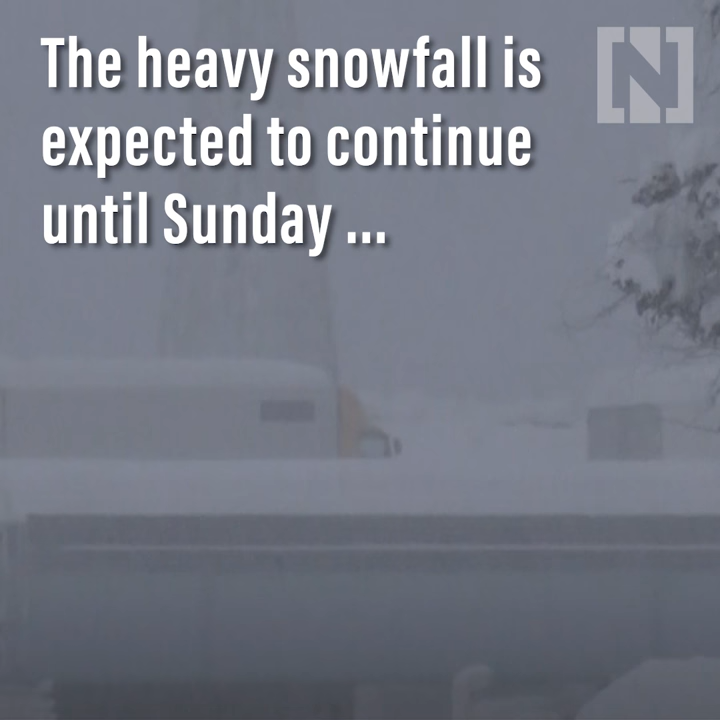 The heavy snowfall is
expected to continue
until Sunday ...
[N]